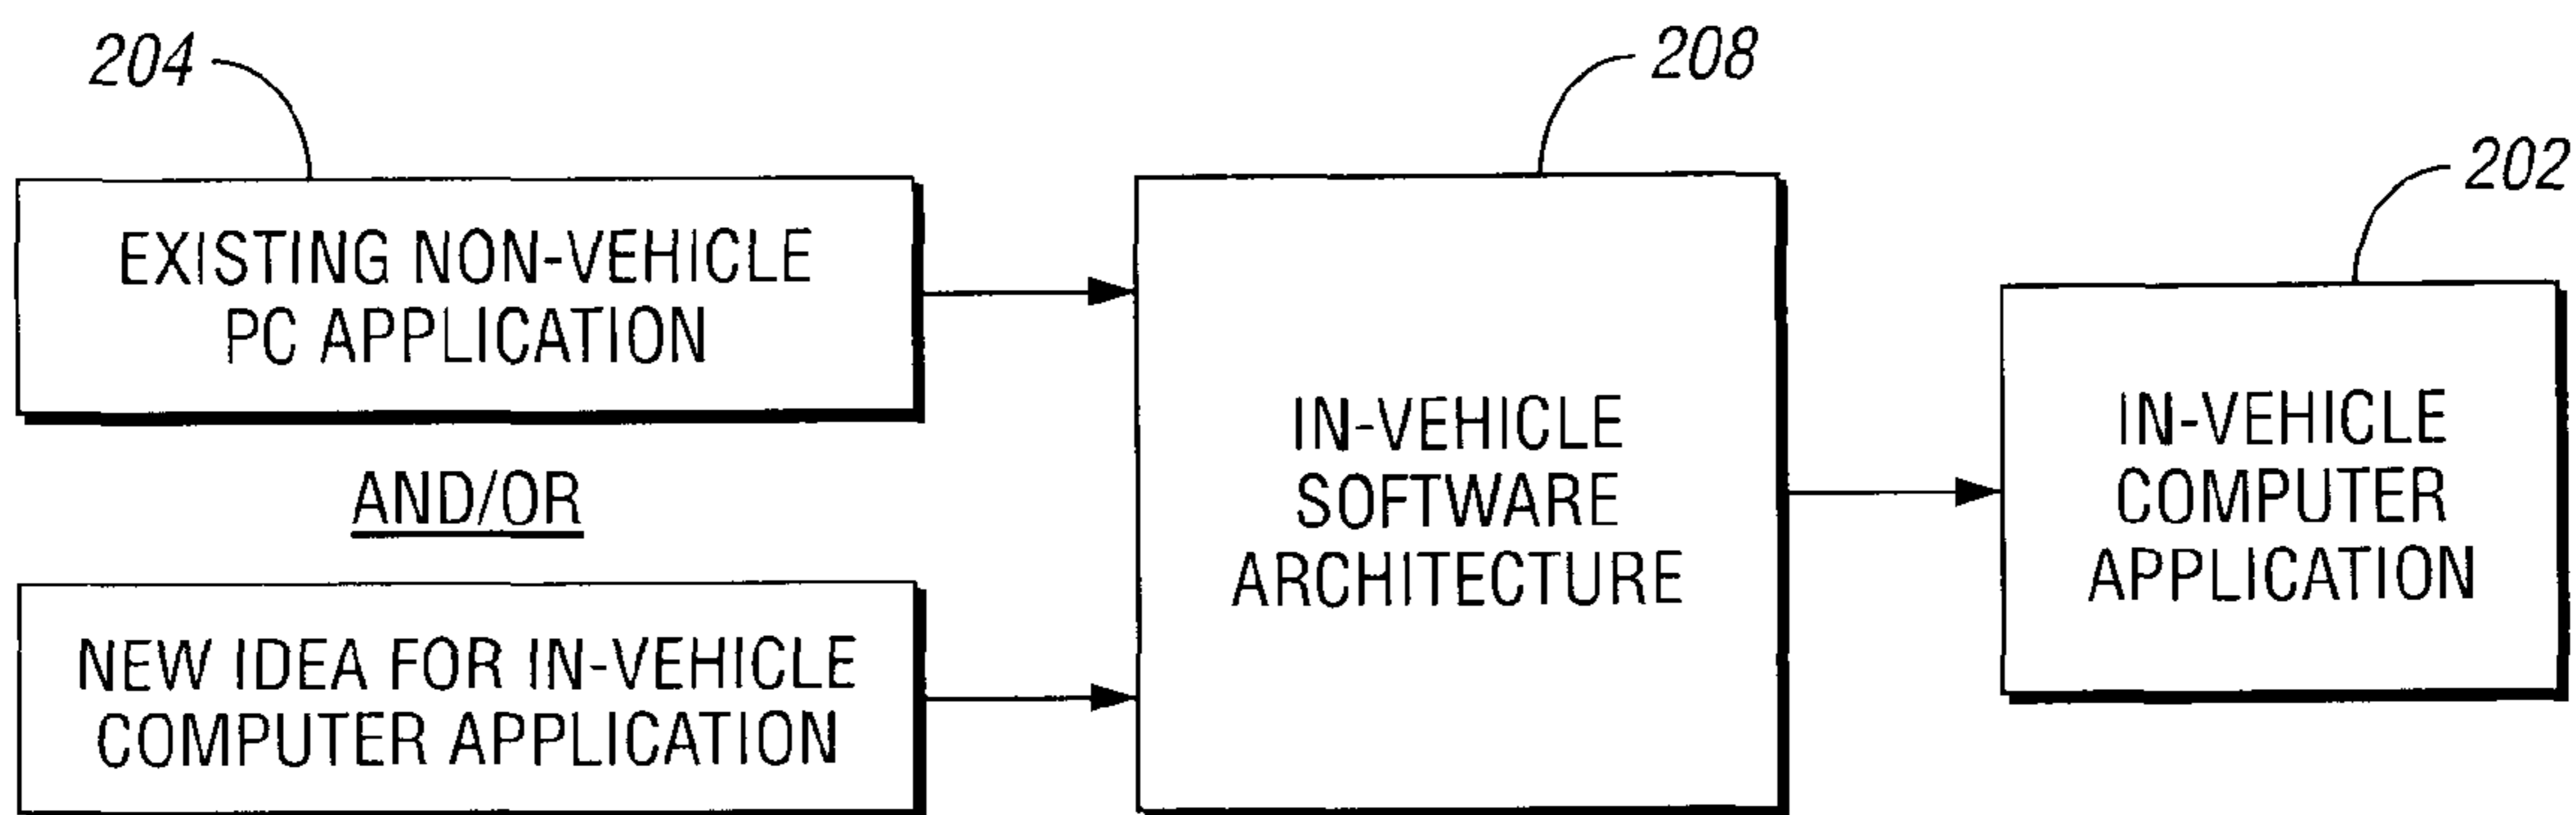 204
208
202
EXISTING NON-VEHICLE
PC APPLICATION
AND/OR
NEW IDEA FOR IN-VEHICLE
COMPUTER APPLICATION
IN-VEHICLE
SOFTWARE
ARCHITECTURE
IN-VEHICLE
COMPUTER
APPLICATION